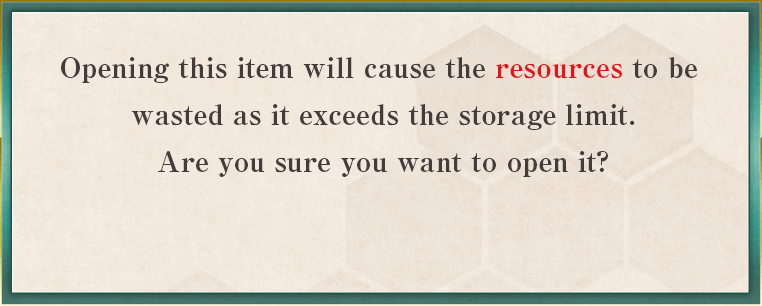 Opening this item will cause the resources to be
wasted as it exceeds the storage limit.
Are you sure you want to open it?